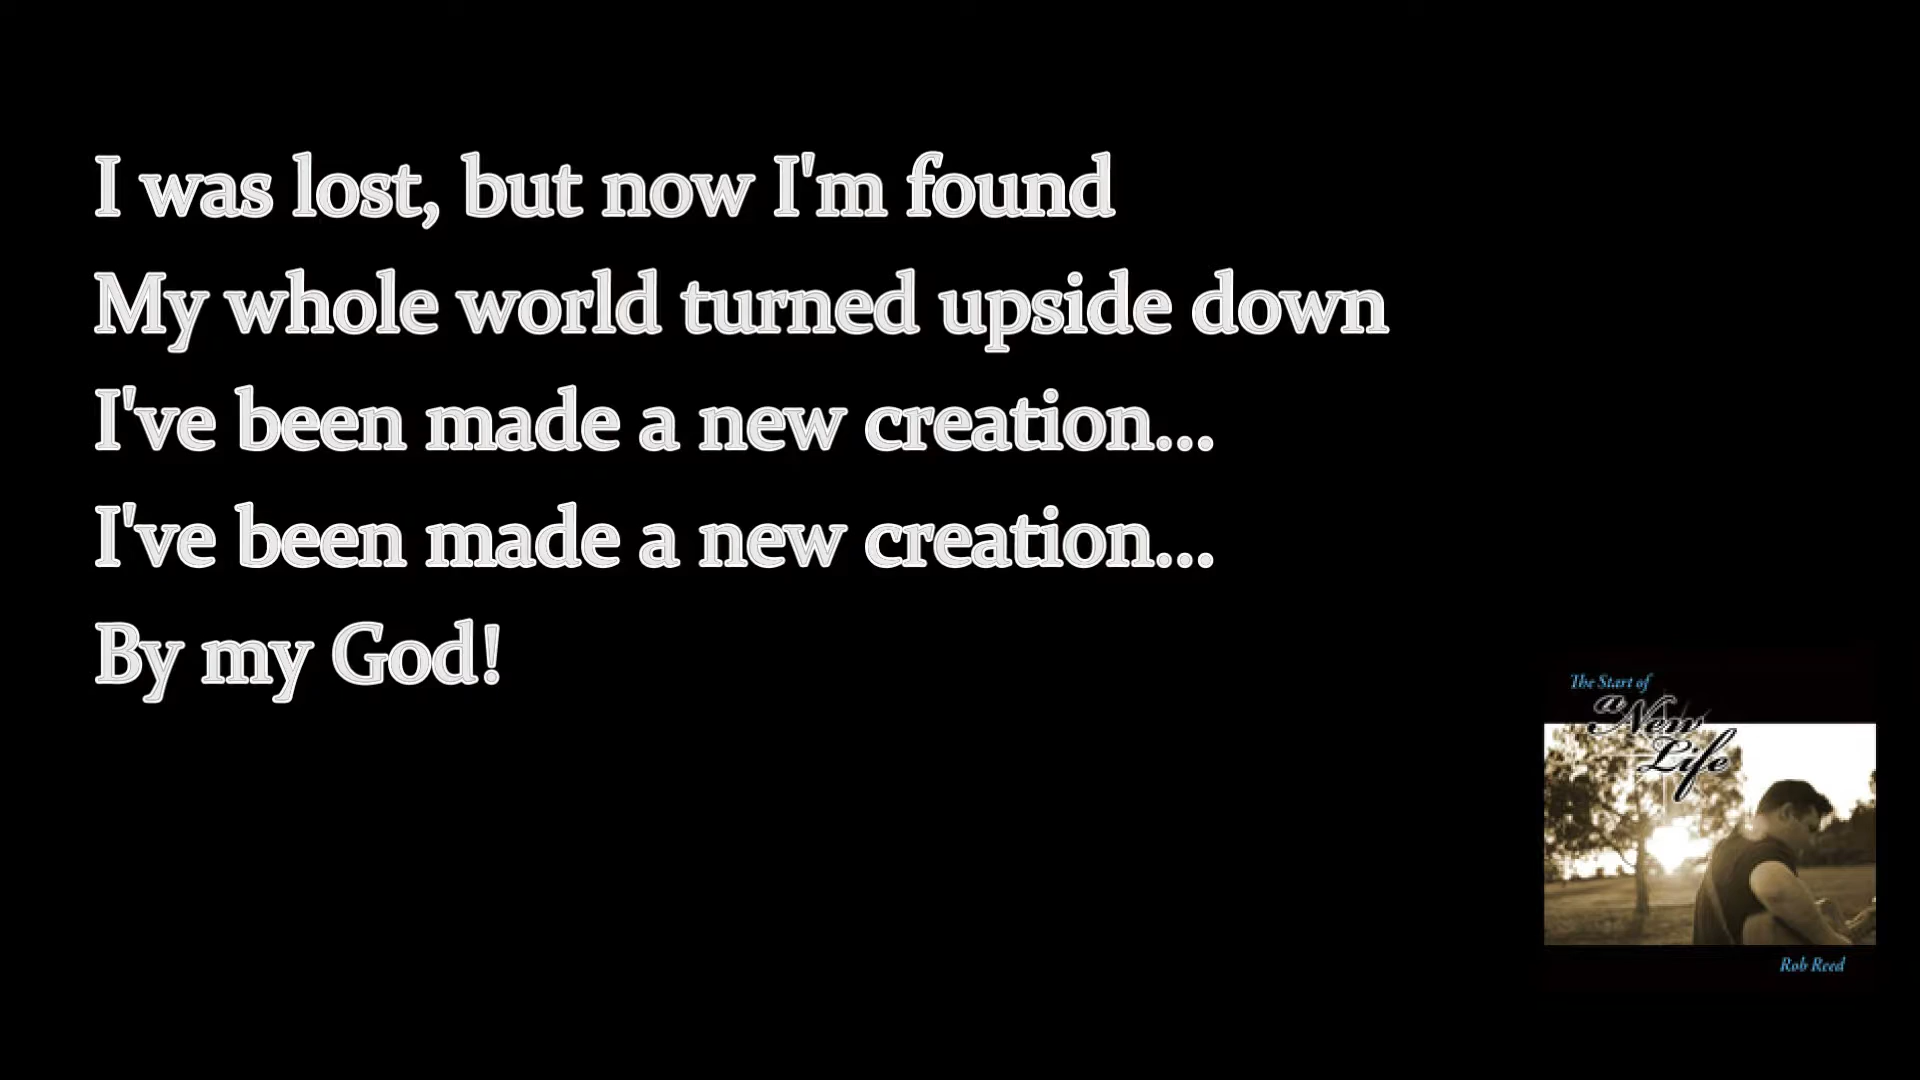 I was lost, but now I'm found
My whole world turned upside down
I've been made a new creation...
I've been made a new creation...
By my God!
The Start of
a New
Life
Rob Reed